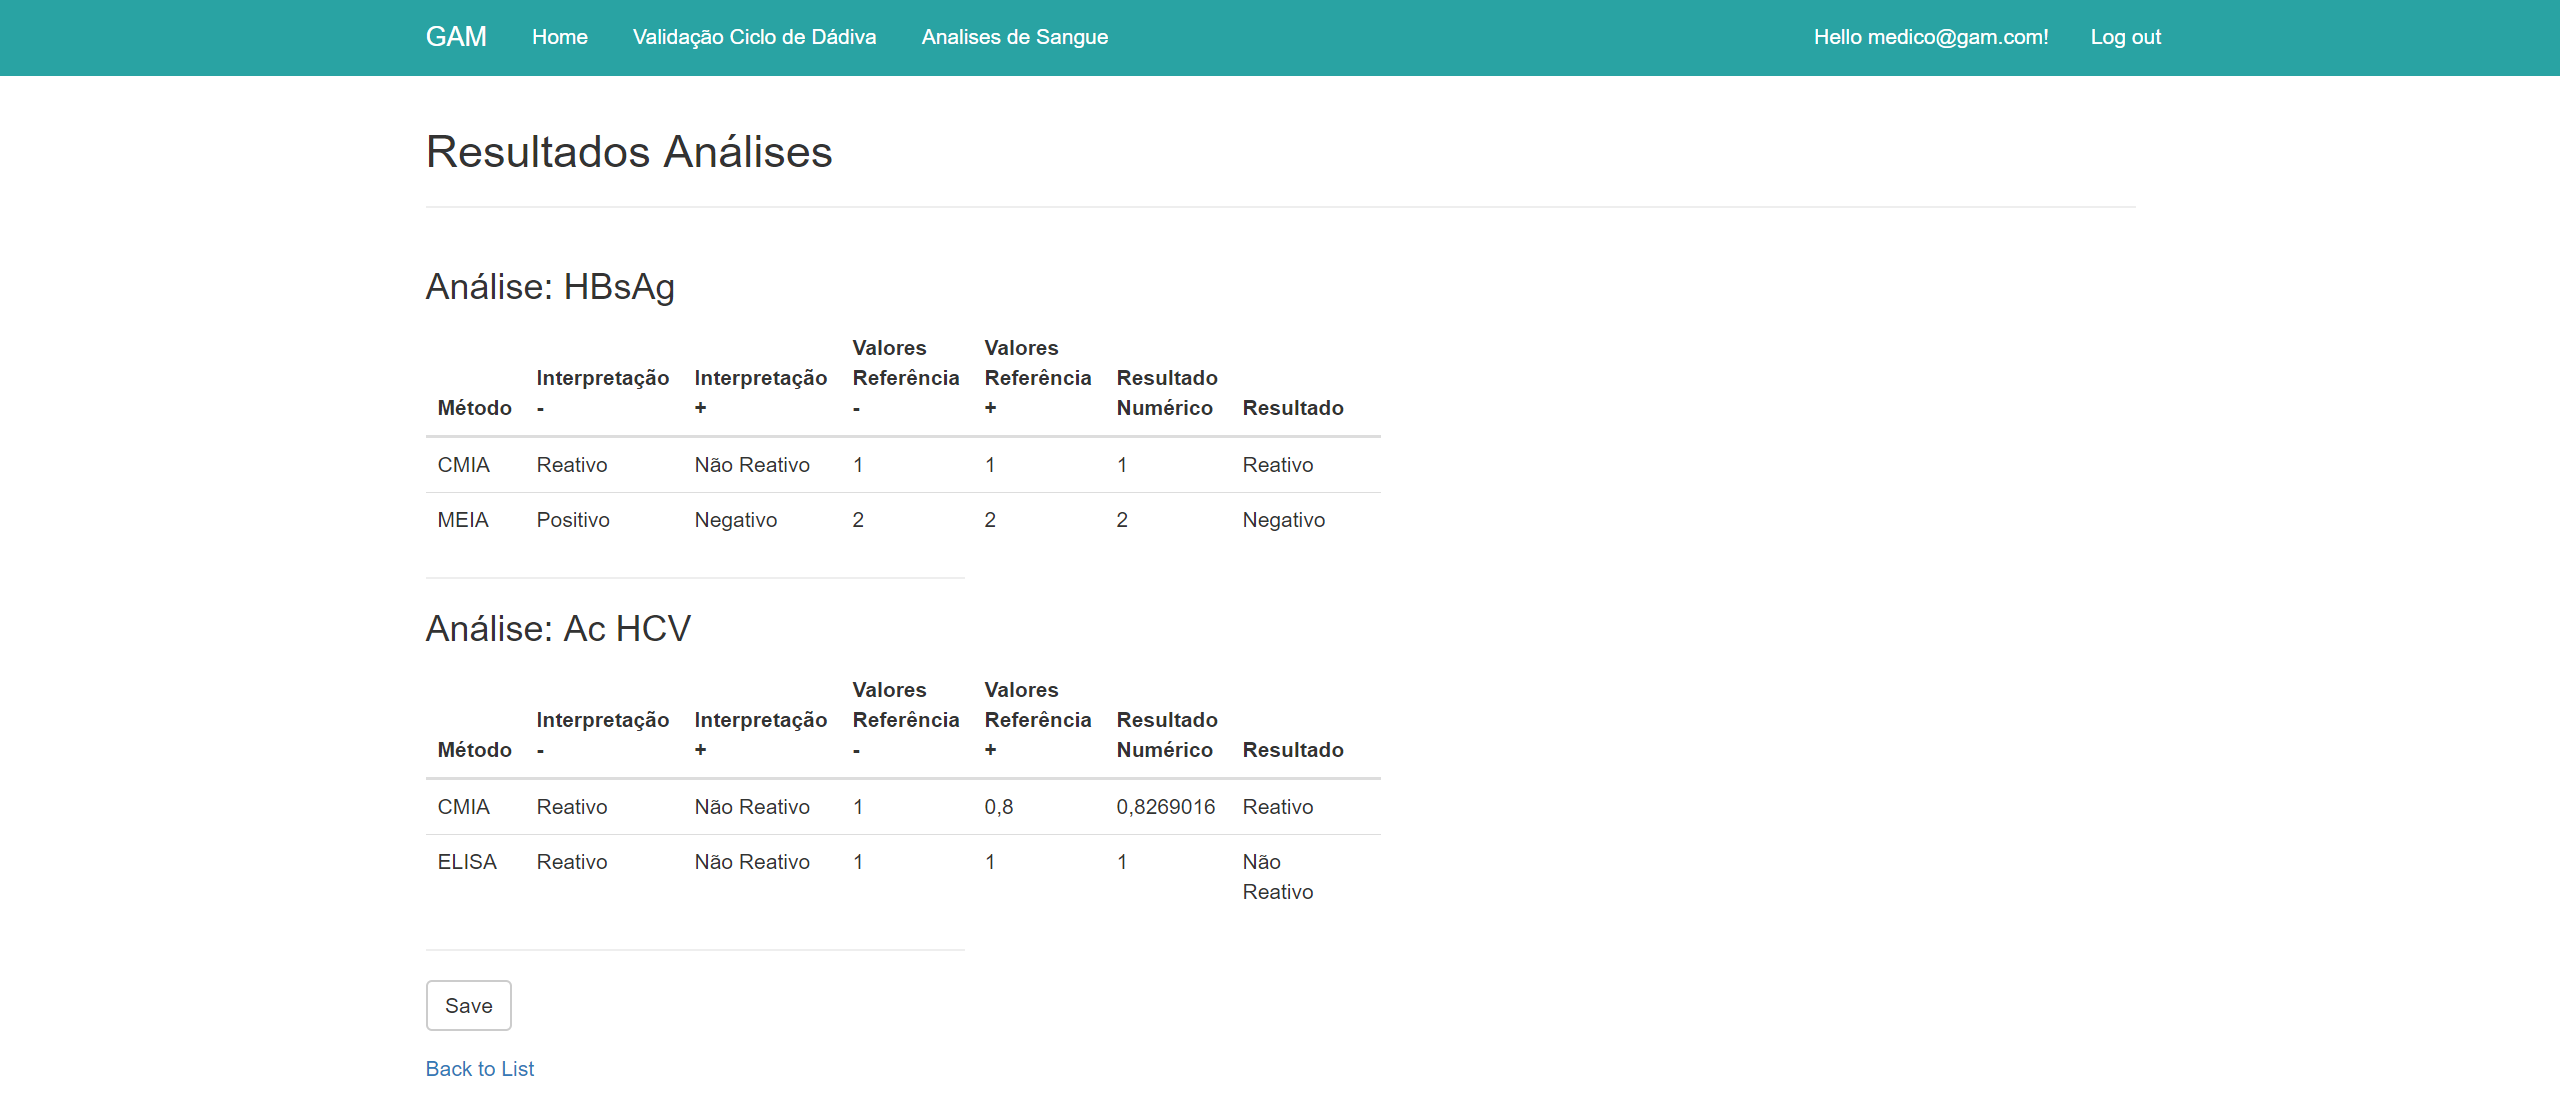 GAM Home Validação Ciclo de Dádiva Analises de Sangue Hello medico@gam.com! Log out
Resultados Análises
Análise: HBsAg
Método Interpretação - Interpretação + Valores Referência - Valores Referência + Resultado Numérico Resultado
CMIA Reativo Não Reativo 1 1 1 Reativo
MEIA Positivo Negativo 2 2 2 Negativo
Análise: Ac HCV
Método Interpretação - Interpretação + Valores Referência - Valores Referência + Resultado Numérico Resultado
CMIA Reativo Não Reativo 1 0,8 0,8269016 Reativo
ELISA Reativo Não Reativo 1 1 1 Não Reativo
Save
Back to List